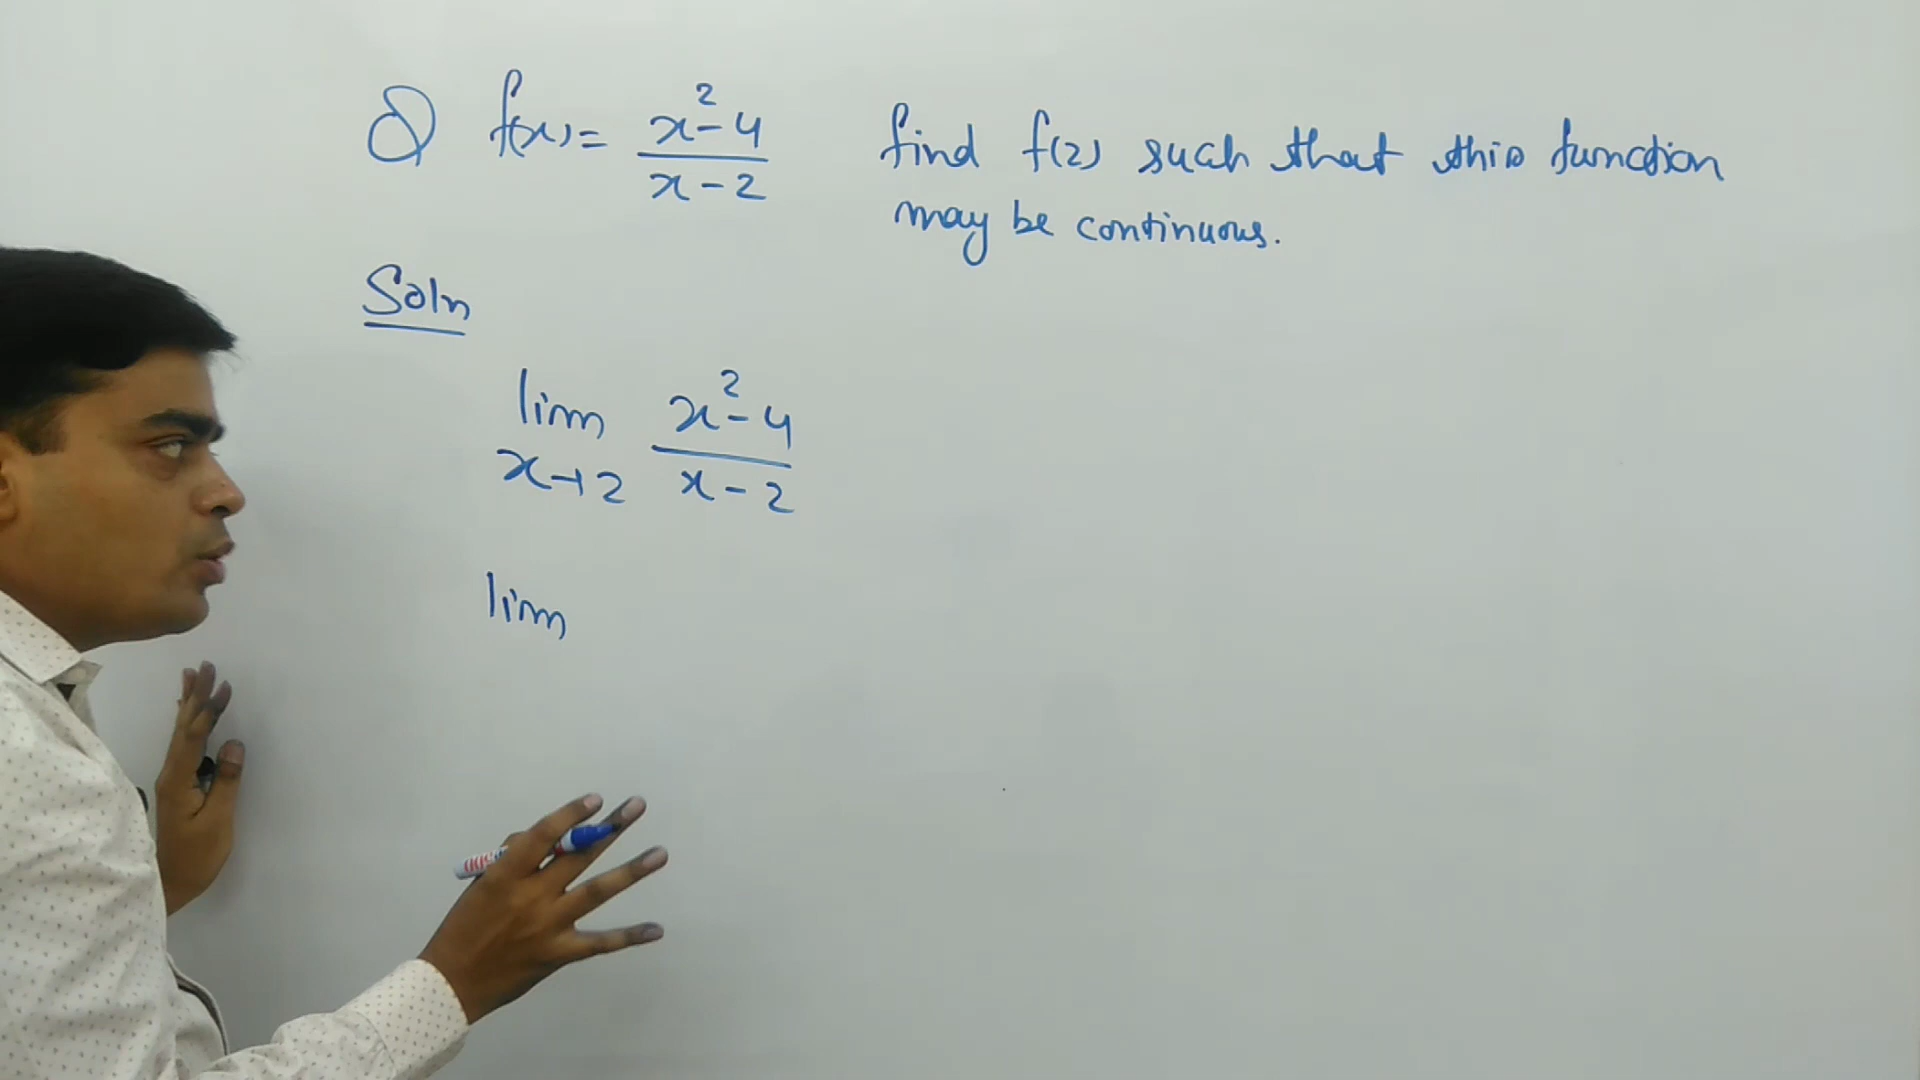 Q f(x) = x²-4 / x-2 find f(2) such that this function
may be continuous.
Soln
lim x→2 x²-4 / x-2
lim